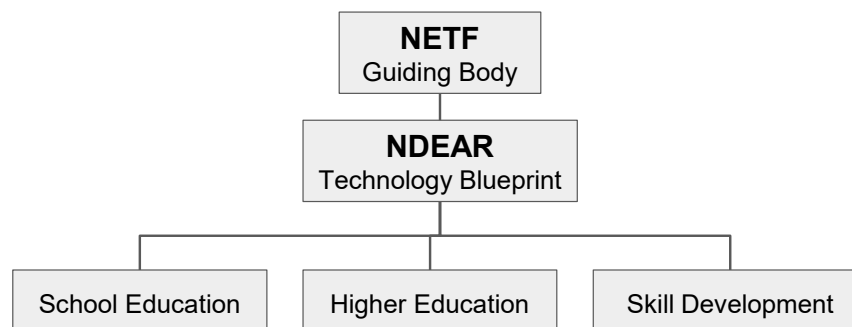 NETF
Guiding Body
NDEAR
Technology Blueprint
School Education
Higher Education
Skill Development